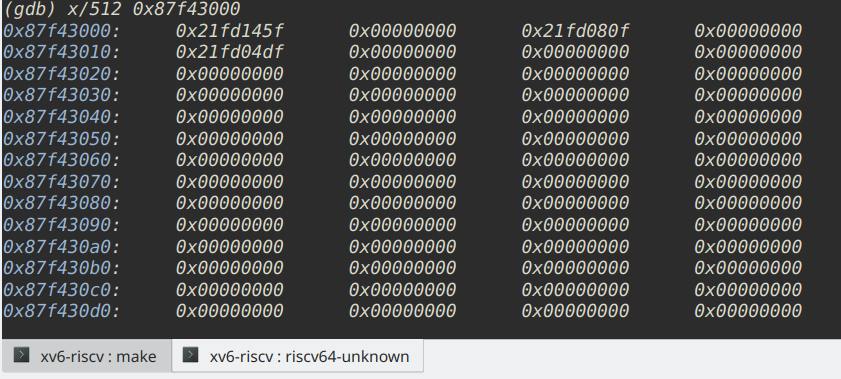 (gdb) x/512 0x87f43000
0x87f43000: 0x21fd145f 0x00000000 0x21fd080f 0x00000000
0x87f43010: 0x21fd04df 0x00000000 0x00000000 0x00000000
0x87f43020: 0x00000000 0x00000000 0x00000000 0x00000000
0x87f43030: 0x00000000 0x00000000 0x00000000 0x00000000
0x87f43040: 0x00000000 0x00000000 0x00000000 0x00000000
0x87f43050: 0x00000000 0x00000000 0x00000000 0x00000000
0x87f43060: 0x00000000 0x00000000 0x00000000 0x00000000
0x87f43070: 0x00000000 0x00000000 0x00000000 0x00000000
0x87f43080: 0x00000000 0x00000000 0x00000000 0x00000000
0x87f43090: 0x00000000 0x00000000 0x00000000 0x00000000
0x87f430a0: 0x00000000 0x00000000 0x00000000 0x00000000
0x87f430b0: 0x00000000 0x00000000 0x00000000 0x00000000
0x87f430c0: 0x00000000 0x00000000 0x00000000 0x00000000
0x87f430d0: 0x00000000 0x00000000 0x00000000 0x00000000
xv6-riscv : make xv6-riscv : riscv64-unknown